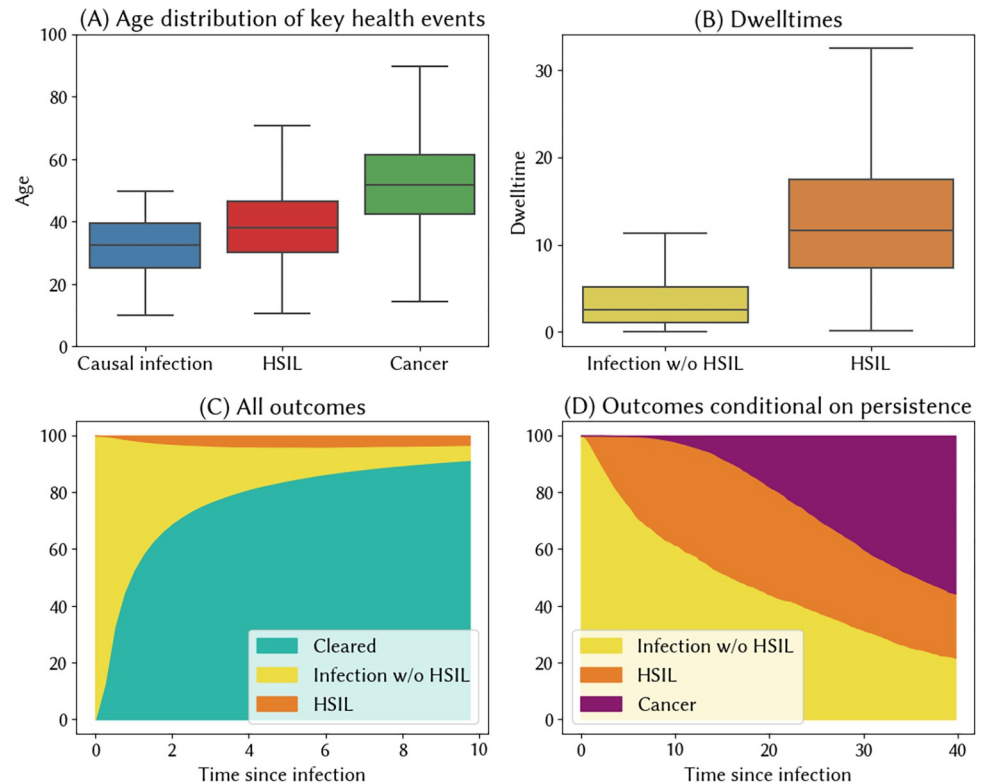 (A) Age distribution of key health events
100
80
60
40
20
0
Age
Causal infection
HSIL
Cancer
(B) Dwelltimes
30
20
10
0
Dwelltime
Infection w/o HSIL
HSIL
(C) All outcomes
100
80
60
40
20
0
Cleared
Infection w/o HSIL
HSIL
0 2 4 6 8 10
Time since infection
(D) Outcomes conditional on persistence
100
80
60
40
20
0
Infection w/o HSIL
HSIL
Cancer
0 10 20 30 40
Time since infection